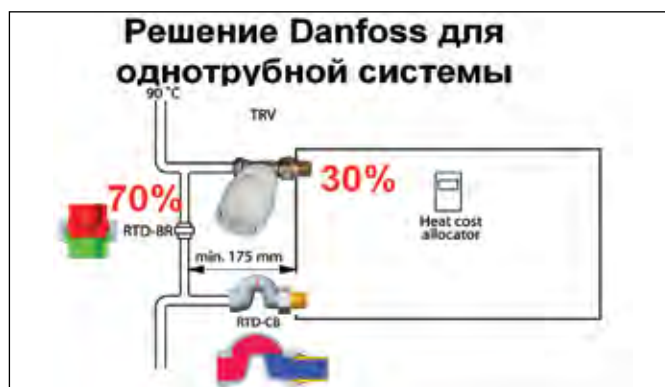 Решение Danfoss для
однотрубной системы
90 °C
TRV
70%
30%
RTD-BR
Heat cost
allocator
min. 175 mm
RTD-CB